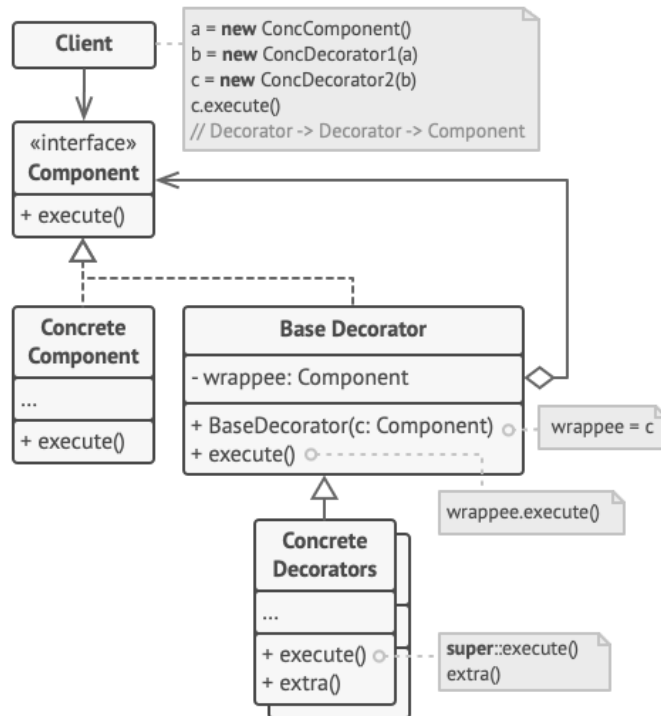 Client
a = new ConcComponent()
b = new ConcDecorator1(a)
c = new ConcDecorator2(b)
c.execute()
// Decorator -> Decorator -> Component
«interface»
Component
+ execute()
Concrete
Component
...
+ execute()
Base Decorator
- wrappee: Component
+ BaseDecorator(c: Component)
+ execute()
wrappee = c
wrappee.execute()
Concrete
Decorators
...
+ execute()
+ extra()
super::execute()
extra()